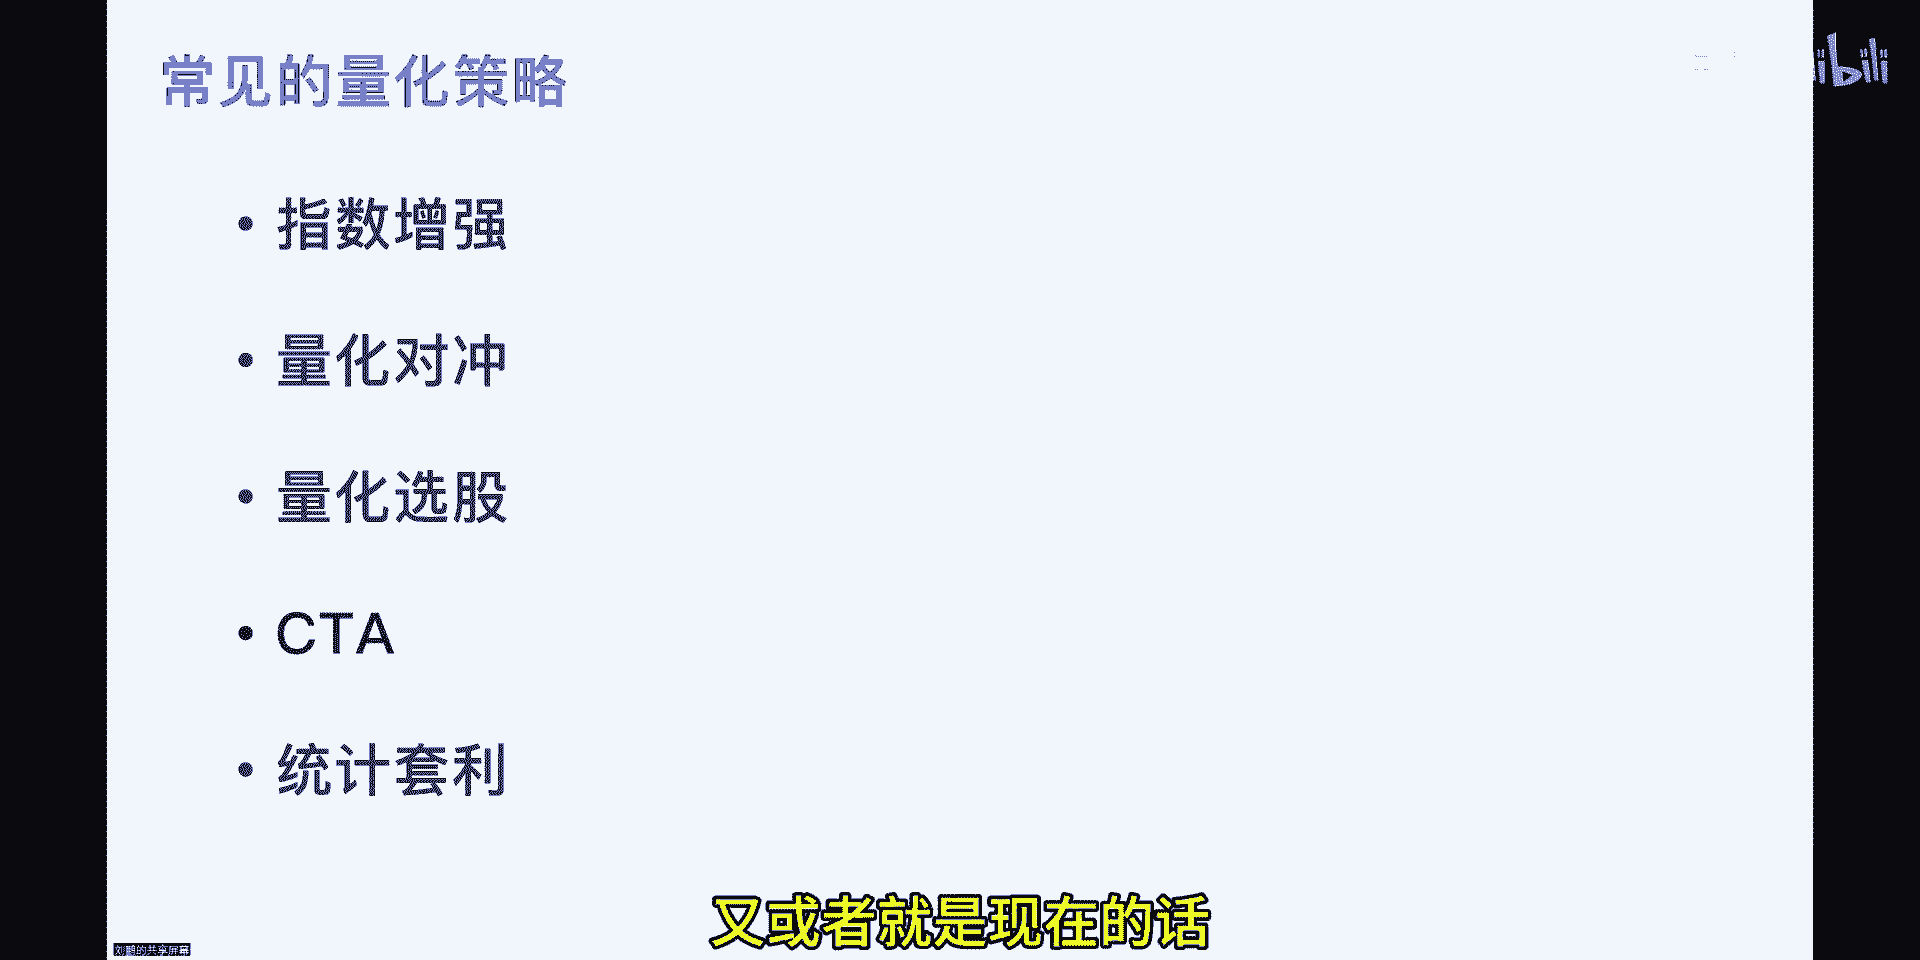 常见的量化策略
• 指数增强
• 量化对冲
• 量化选股
• CTA
• 统计套利
又或者就是现在的话
刘鹏的共享屏幕